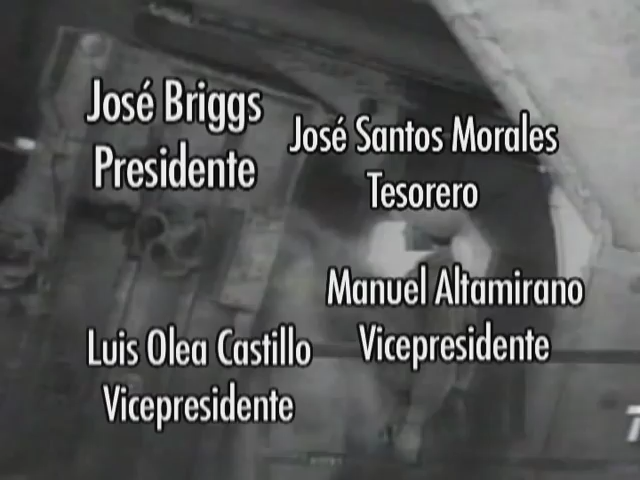 José Briggs
Presidente
José Santos Morales
Tesorero
Manuel Altamirano
Vicepresidente
Luis Olea Castillo
Vicepresidente